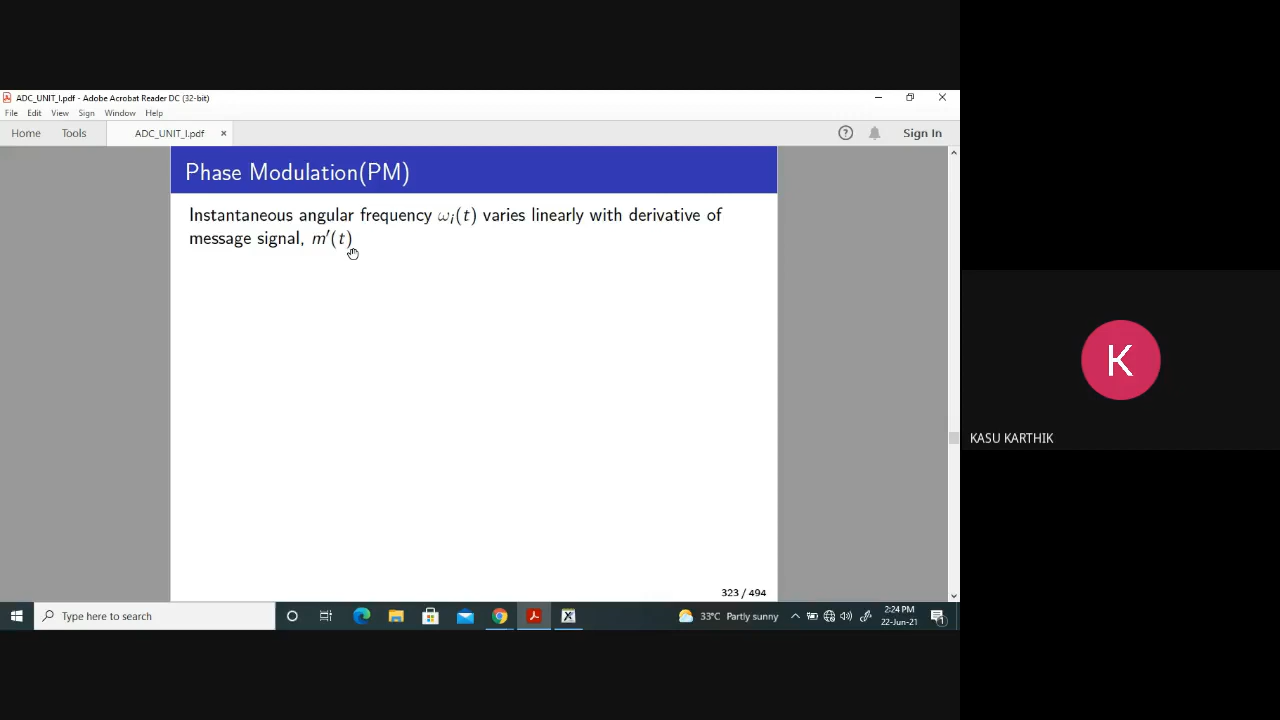 ADC_UNIT_I.pdf - Adobe Acrobat Reader DC (32-bit)
File Edit View Sign Window Help
Home Tools ADC_UNIT_I.pdf × Sign In
Phase Modulation(PM)
Instantaneous angular frequency ωᵢ(t) varies linearly with derivative of
message signal, m′(t)
K
KASU KARTHIK
323 / 494
Type here to search
33°C Partly sunny
2:24 PM
22-Jun-21
1